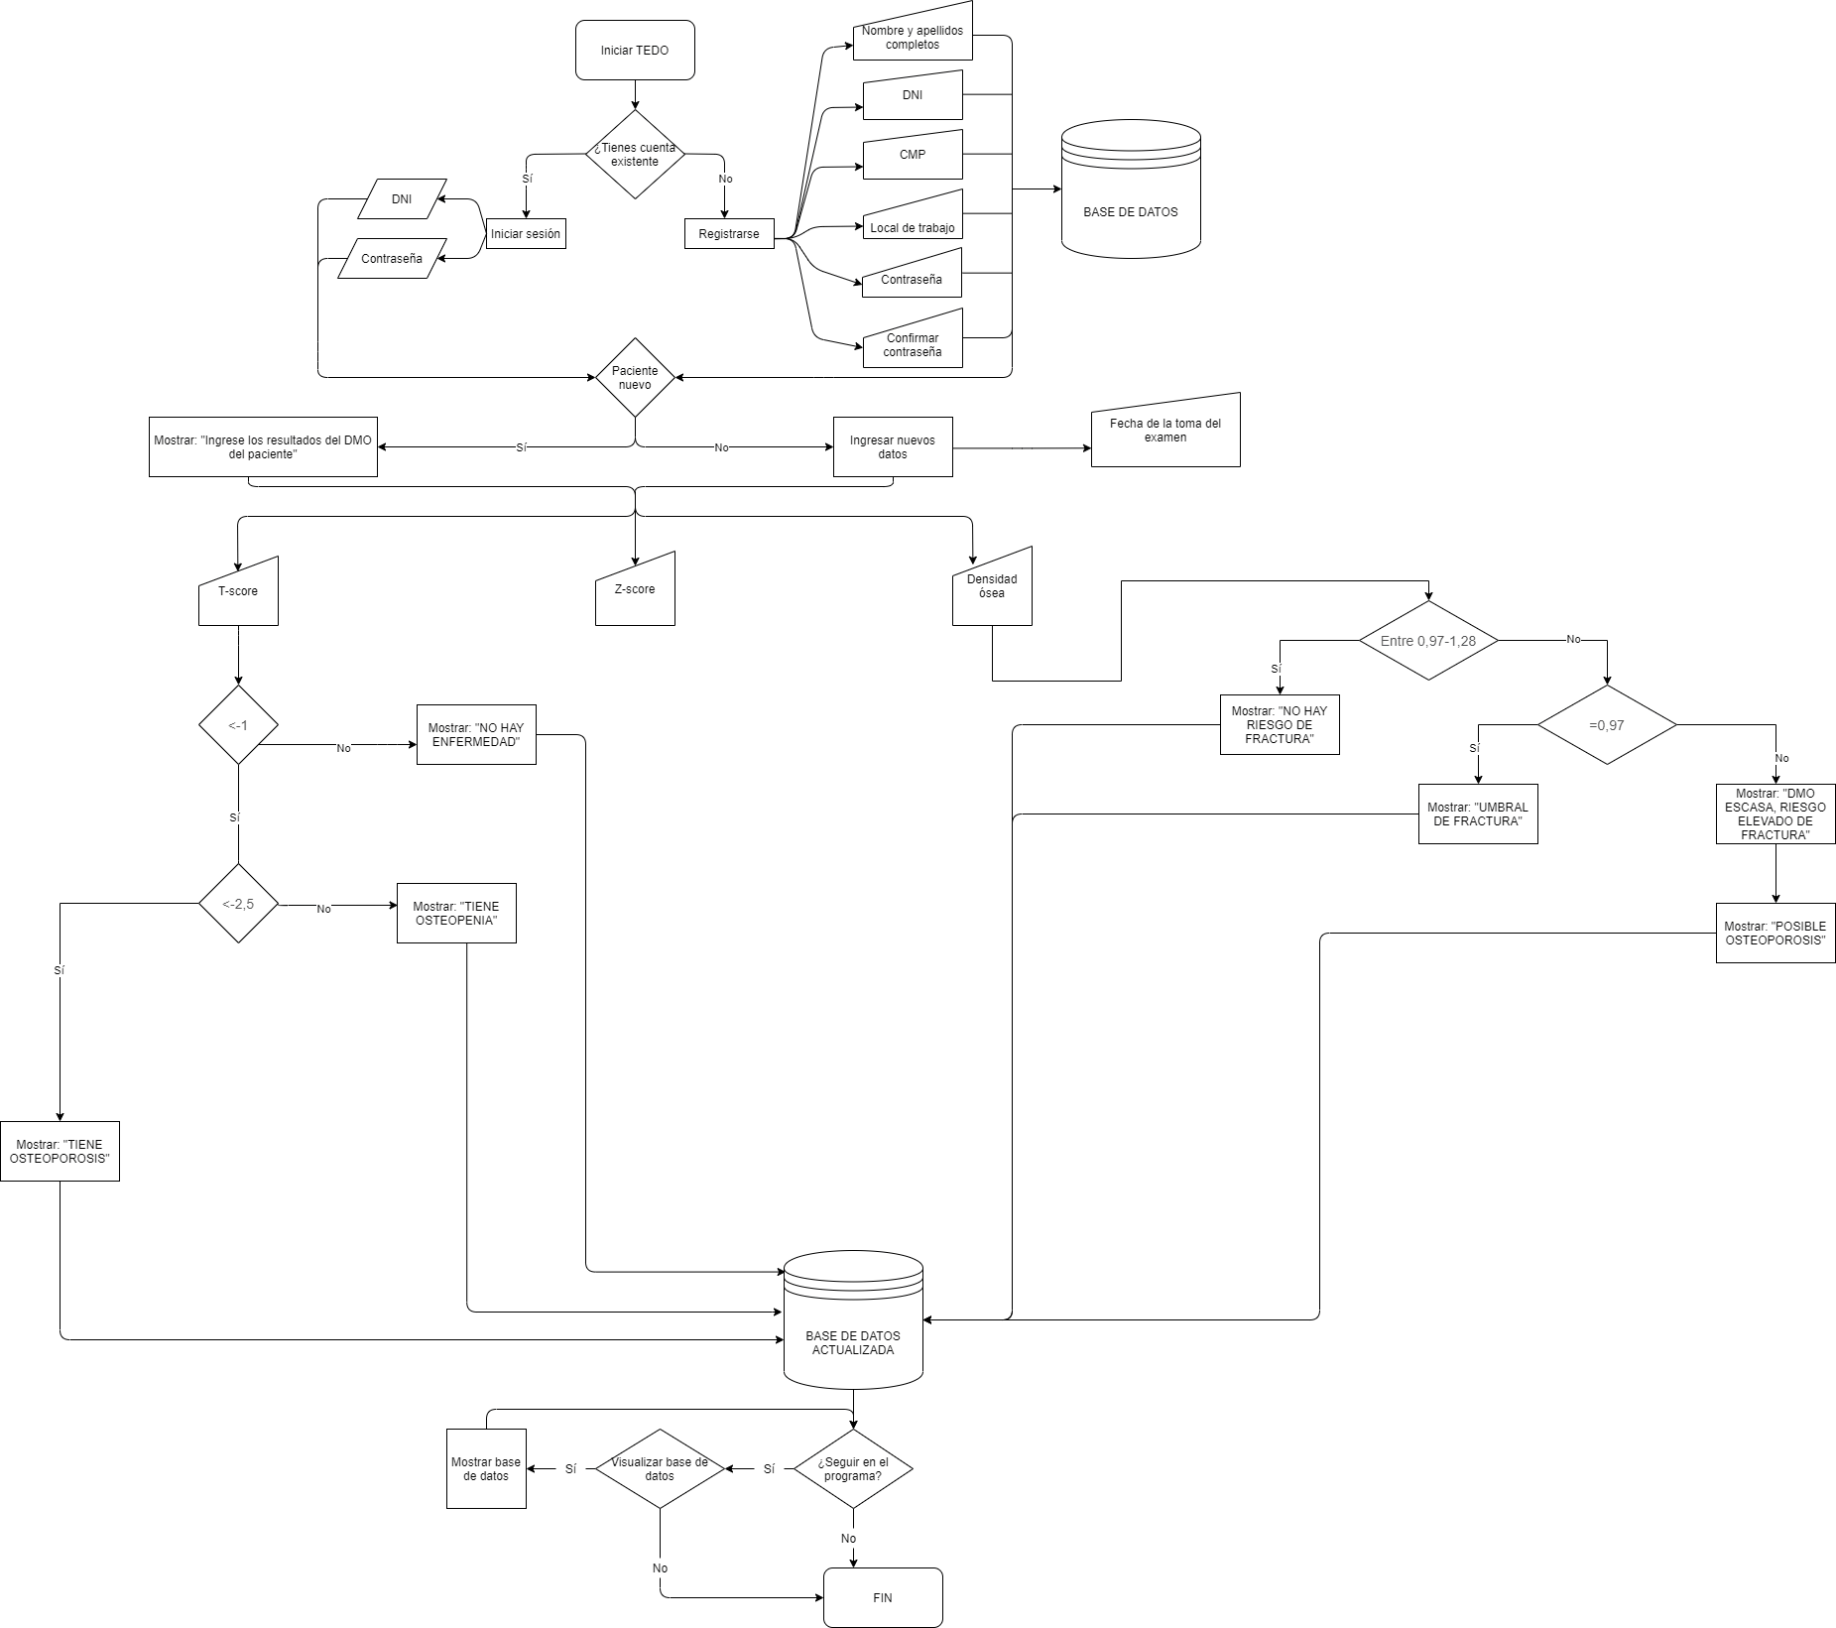 Iniciar TEDO
¿Tienes cuenta
existente
Sí
No
Iniciar sesión
DNI
Contraseña
Registrarse
Nombre y apellidos
completos
DNI
CMP
Local de trabajo
Contraseña
Confirmar
contraseña
BASE DE DATOS
Paciente
nuevo
Sí
No
Mostrar: "Ingrese los resultados del DMO
del paciente"
Ingresar nuevos
datos
Fecha de la toma del
examen
T-score
Z-score
Densidad
ósea
Entre 0,97-1,28
Sí
No
Mostrar: "NO HAY
RIESGO DE
FRACTURA"
=0,97
Sí
No
Mostrar: "UMBRAL
DE FRACTURA"
Mostrar: "DMO
ESCASA, RIESGO
ELEVADO DE
FRACTURA"
Mostrar: "POSIBLE
OSTEOPOROSIS"
<-1
No
Mostrar: "NO HAY
ENFERMEDAD"
Sí
<-2,5
No
Mostrar: "TIENE
OSTEOPENIA"
Sí
Mostrar: "TIENE
OSTEOPOROSIS"
BASE DE DATOS
ACTUALIZADA
¿Seguir en el
programa?
Sí
Visualizar base de
datos
Sí
Mostrar base
de datos
No
No
FIN